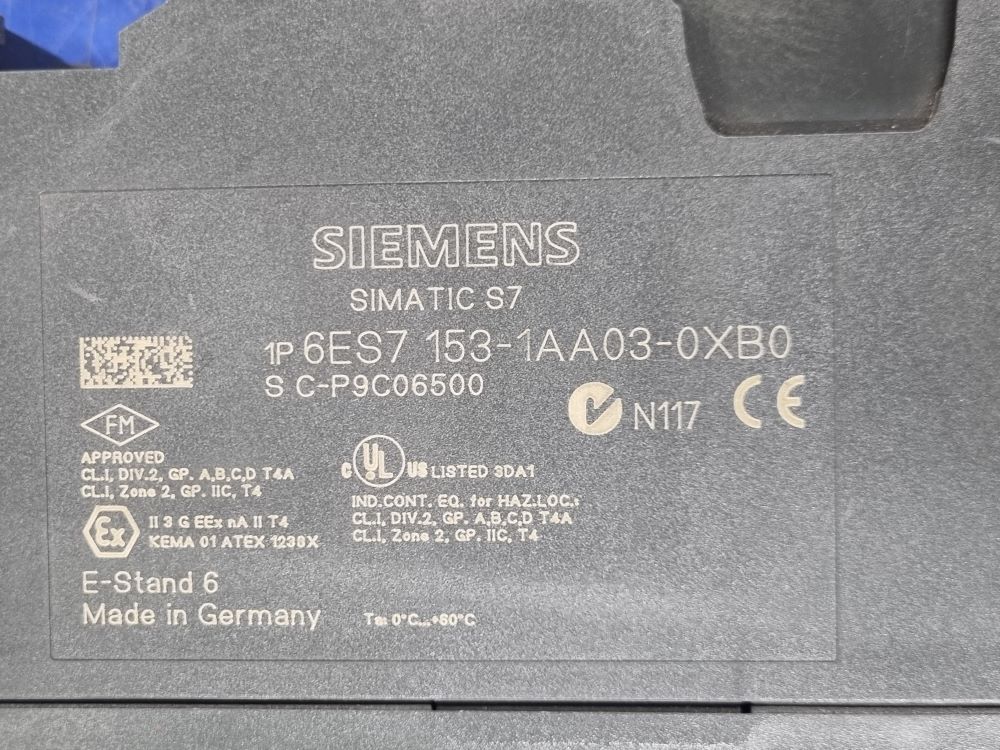 SIEMENS
SIMATIC S7
1P 6ES7 153-1AA03-0XB0
S C-P9C06500
N117 CE
FM
APPROVED
CL.I, DIV.2, GP. A,B,C,D T4A
CL.I, Zone 2, GP. IIC, T4
C UL US LISTED 3DA1
IND.CONT. EQ. for HAZ.LOC.:
CL.I, DIV.2, GP. A,B,C,D T4A
CL.I, Zone 2, GP. IIC, T4
Ex II 3 G EEx nA II T4
KEMA 01 ATEX 1238X
E-Stand 6
Made in Germany
Ta: 0°C...+60°C